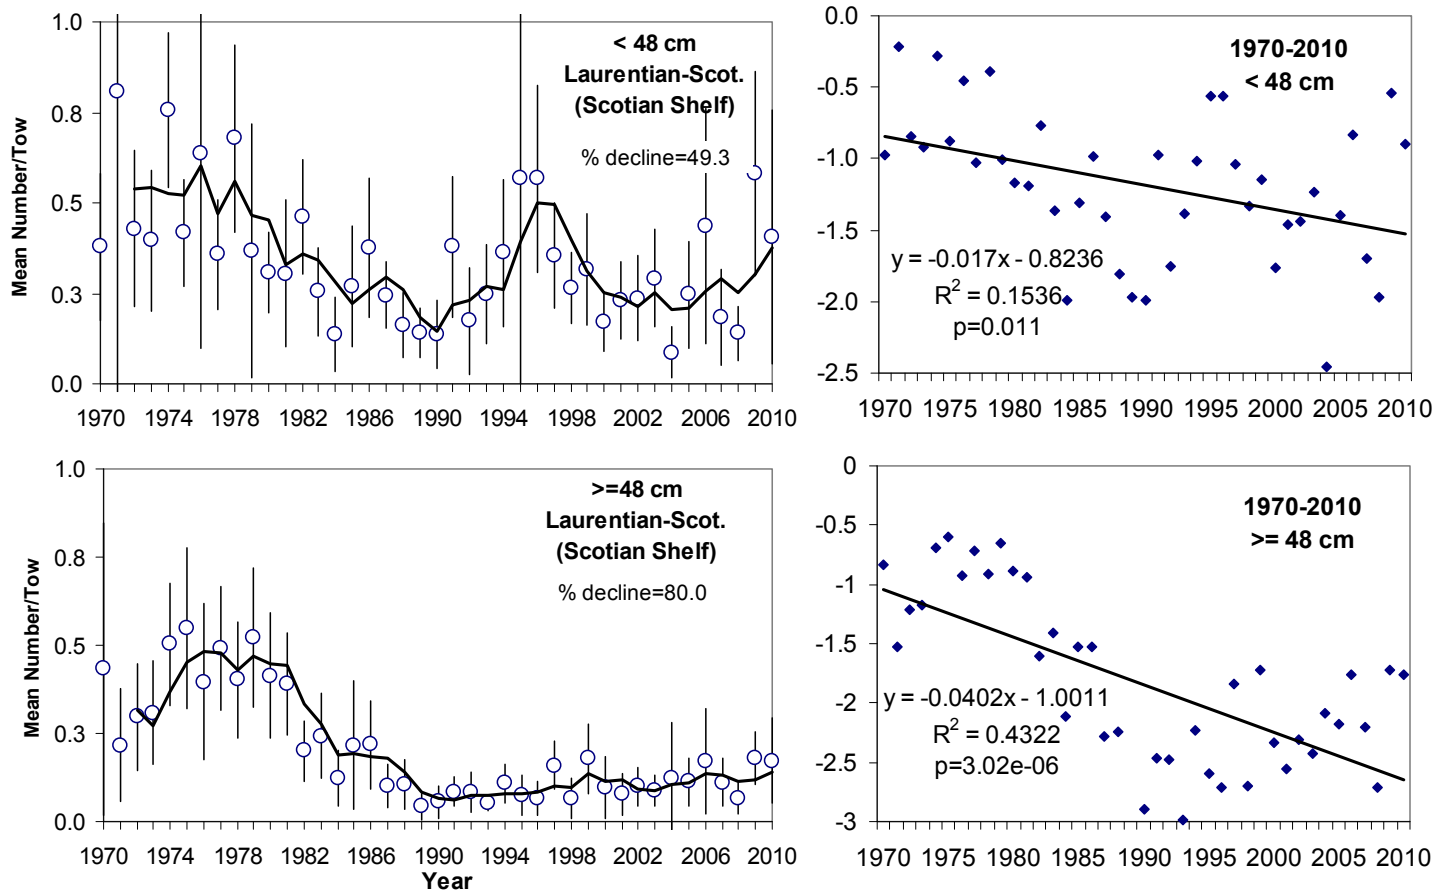 1.0
0.8
0.5
0.3
0.0
Mean Number/Tow
< 48 cm
Laurentian-Scot.
(Scotian Shelf)
% decline=49.3
1970 1974 1978 1982 1986 1990 1994 1998 2002 2006 2010
0.0
-0.5
-1.0
-1.5
-2.0
-2.5
1970-2010
< 48 cm
y = -0.017x - 0.8236
R² = 0.1536
p=0.011
1970 1975 1980 1985 1990 1995 2000 2005 2010
1.0
0.8
0.5
0.3
0.0
Mean Number/Tow
>=48 cm
Laurentian-Scot.
(Scotian Shelf)
% decline=80.0
1970 1974 1978 1982 1986 1990 1994 1998 2002 2006 2010
Year
0
-0.5
-1
-1.5
-2
-2.5
-3
1970-2010
>= 48 cm
y = -0.0402x - 1.0011
R² = 0.4322
p=3.02e-06
1970 1975 1980 1985 1990 1995 2000 2005 2010